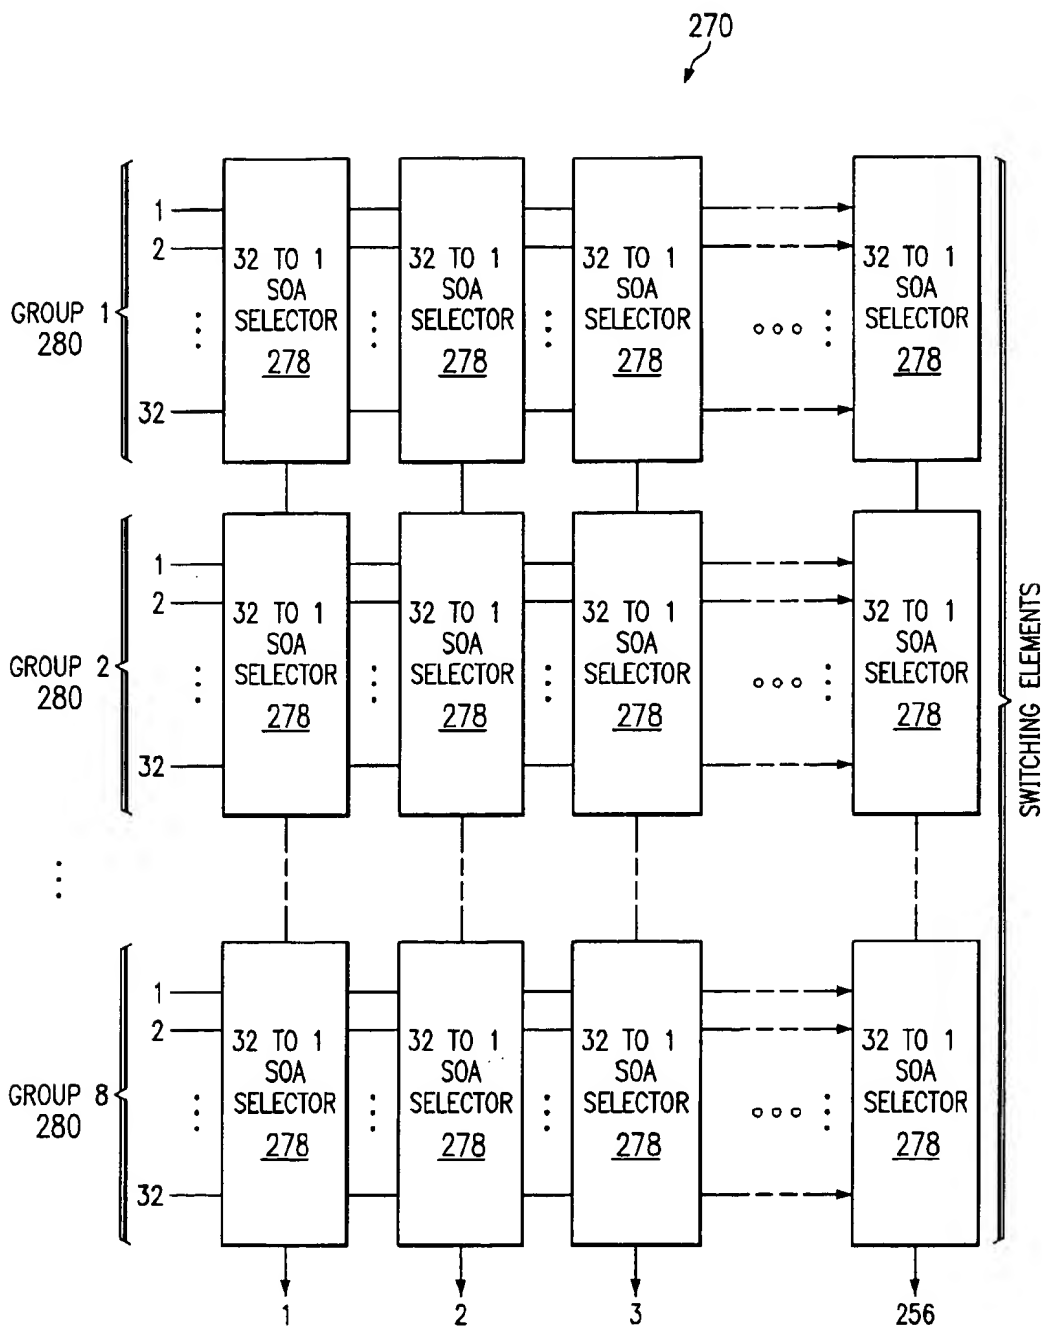 270
GROUP 1
280
1
2
32
32 TO 1
SOA
SELECTOR
278
32 TO 1
SOA
SELECTOR
278
32 TO 1
SOA
SELECTOR
278
32 TO 1
SOA
SELECTOR
278
GROUP 2
280
1
2
32
32 TO 1
SOA
SELECTOR
278
32 TO 1
SOA
SELECTOR
278
32 TO 1
SOA
SELECTOR
278
32 TO 1
SOA
SELECTOR
278
SWITCHING ELEMENTS
GROUP 8
280
1
2
32
32 TO 1
SOA
SELECTOR
278
32 TO 1
SOA
SELECTOR
278
32 TO 1
SOA
SELECTOR
278
32 TO 1
SOA
SELECTOR
278
1
2
3
256